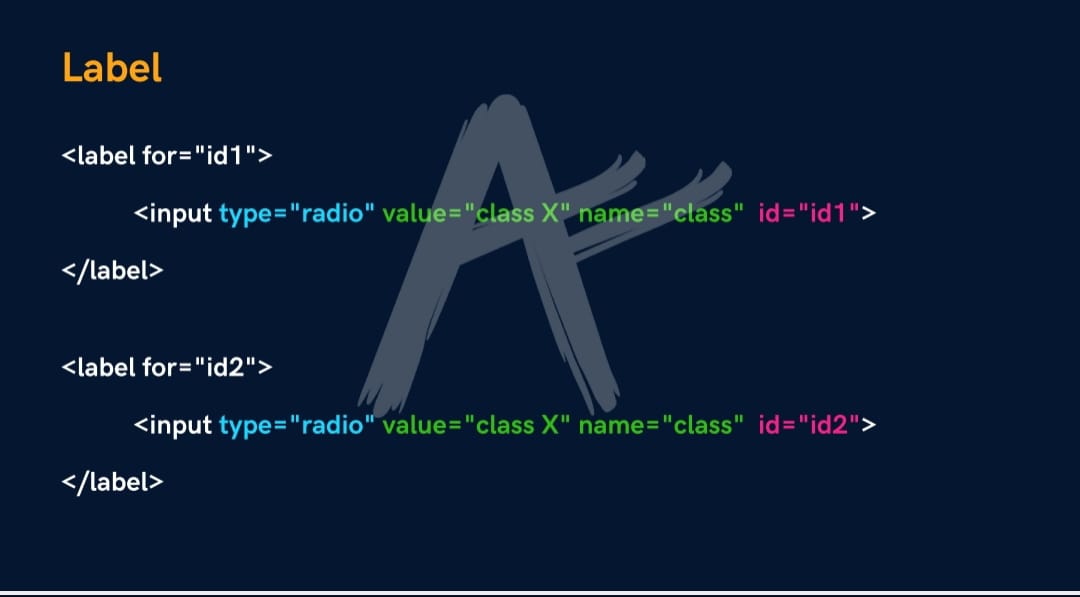 Label
<label for="id1">
<input type="radio" value="class X" name="class" id="id1">
</label>
<label for="id2">
<input type="radio" value="class X" name="class" id="id2">
</label>